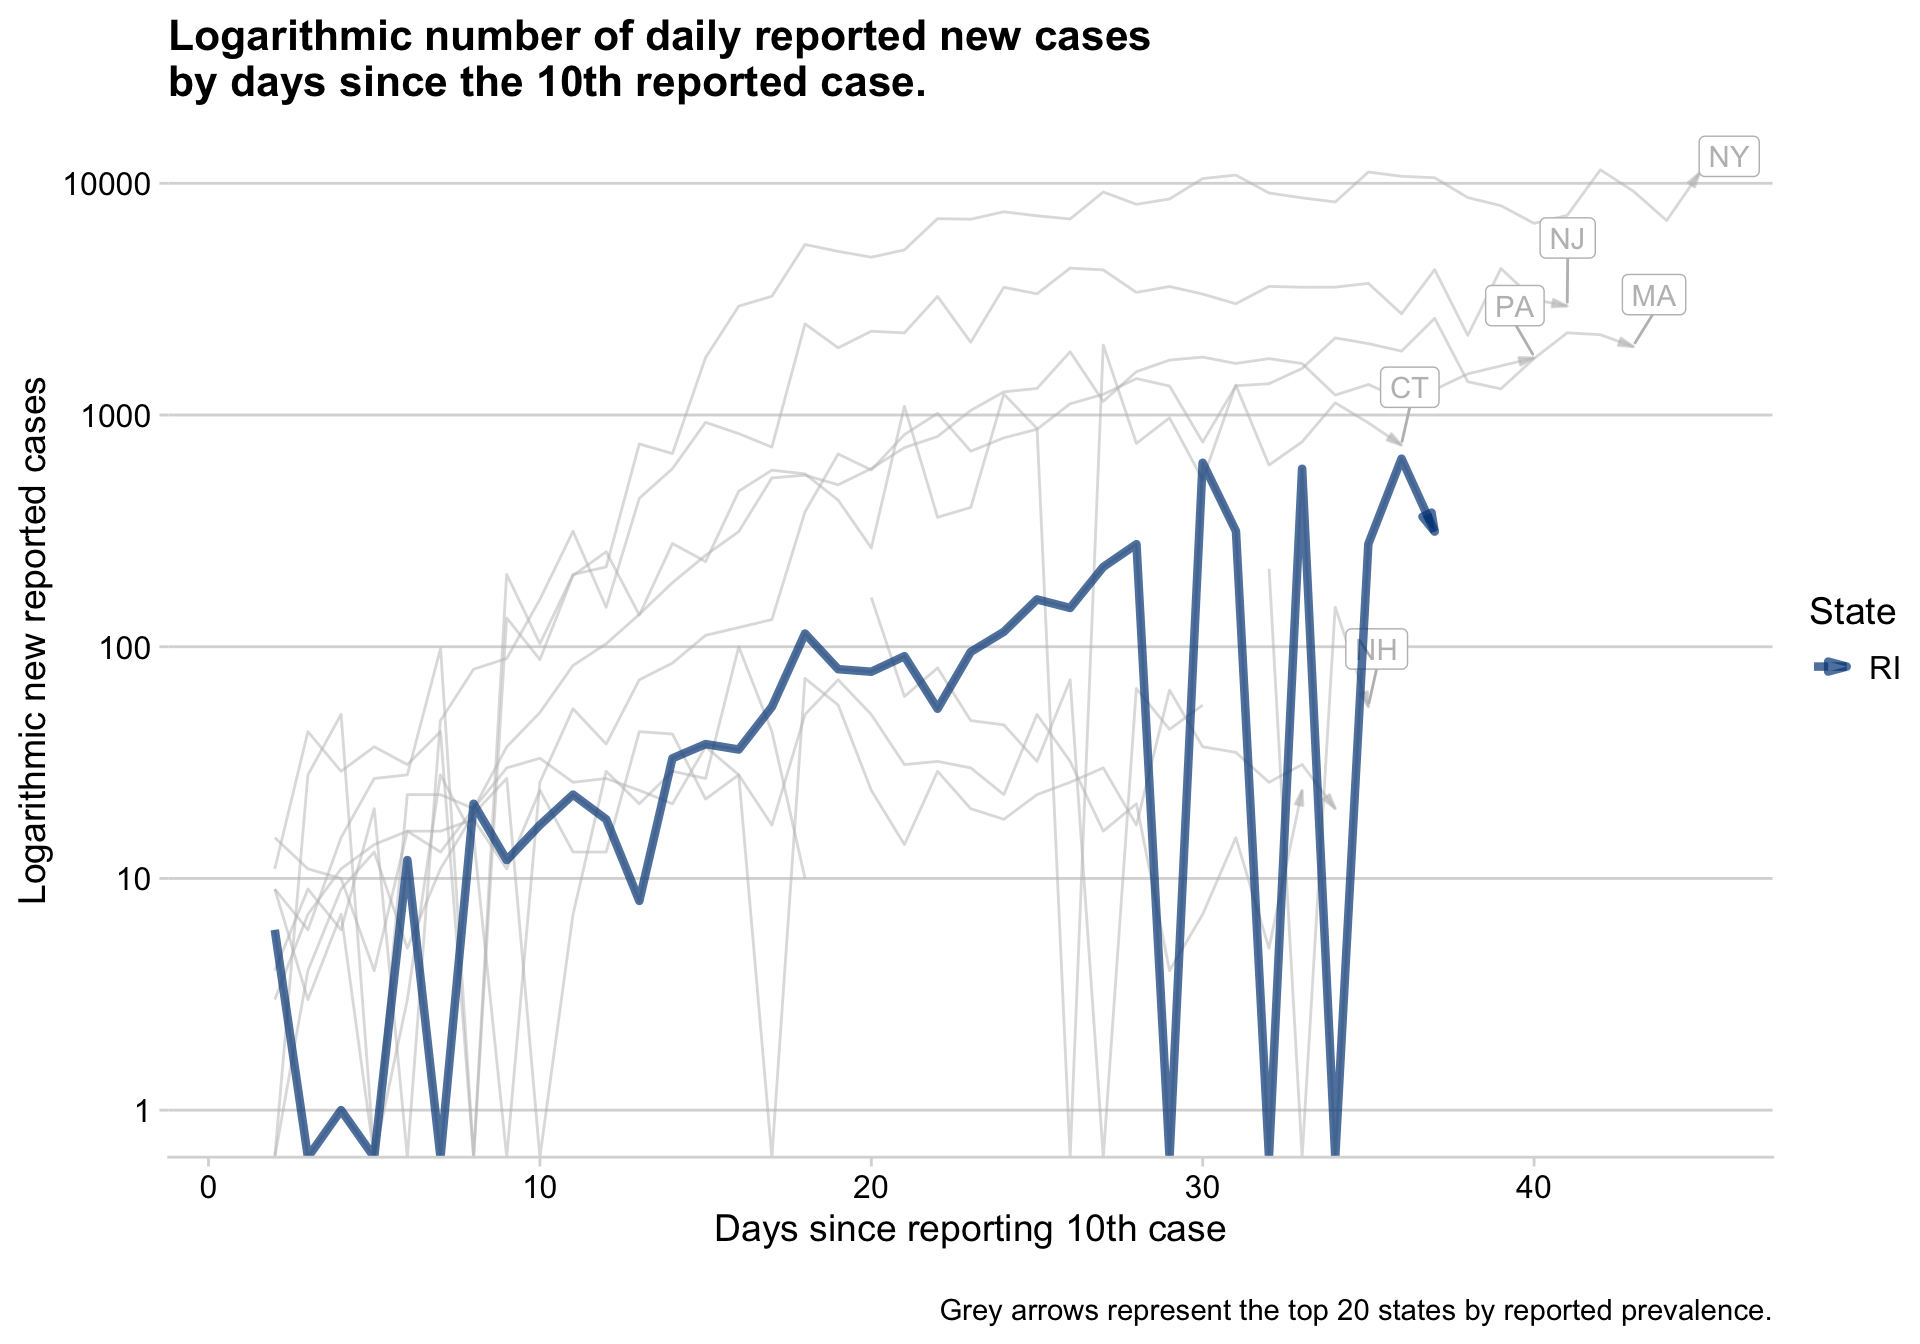 Logarithmic number of daily reported new cases
by days since the 10th reported case.
Logarithmic new reported cases
10000
1000
100
10
1
NY
NJ
PA
MA
CT
NH
State
RI
0
10
20
30
40
Days since reporting 10th case
Grey arrows represent the top 20 states by reported prevalence.